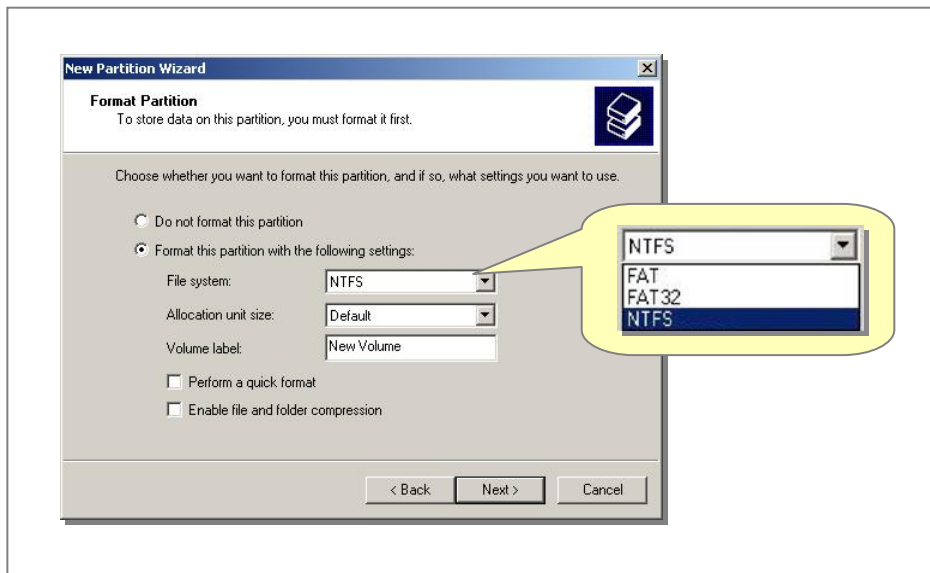 New Partition Wizard
Format Partition
To store data on this partition, you must format it first.
Choose whether you want to format this partition, and if so, what settings you want to use.
Do not format this partition
Format this partition with the following settings:
File system: NTFS
Allocation unit size: Default
Volume label: New Volume
Perform a quick format
Enable file and folder compression
< Back Next > Cancel
NTFS
FAT
FAT32
NTFS